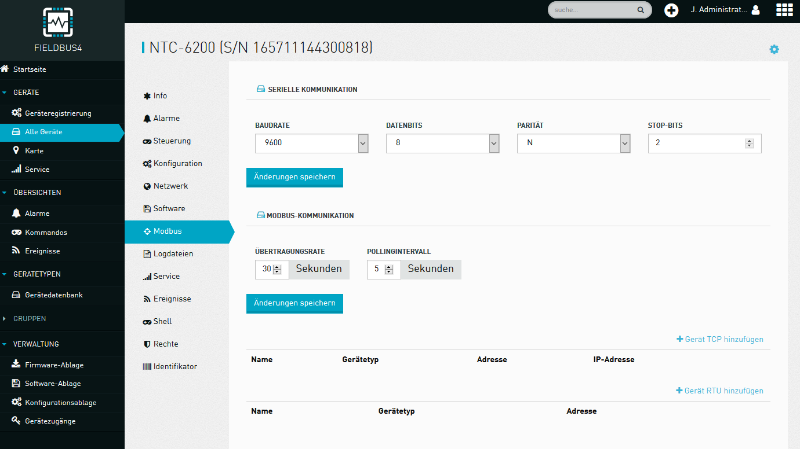 suche..
J. Administrat...
FIELDBUS4
NTC-6200 (S/N 165711144300818)
Startseite
GERÄTE
Geräteregistrierung
Alle Geräte
Karte
Service
ÜBERSICHTEN
Alarme
Kommandos
Ereignisse
GERÄTETYPEN
Gerätedatenbank
GRUPPEN
VERWALTUNG
Firmware-Ablage
Software-Ablage
Konfigurationsablage
Gerätezugänge
Info
Alarme
Steuerung
Konfiguration
Netzwerk
Software
Modbus
Logdateien
Service
Ereignisse
Shell
Rechte
Identifikator
SERIELLE KOMMUNIKATION
BAUDRATE DATENBITS PARITÄT STOP-BITS
9600 8 N 2
Änderungen speichern
MODBUS-KOMMUNIKATION
ÜBERTRAGUNGSRATE POLLINGINTERVALL
30 Sekunden 5 Sekunden
Änderungen speichern
Gerät TCP hinzufügen
Name Gerätetyp Adresse IP-Adresse
Gerät RTU hinzufügen
Name Gerätetyp Adresse